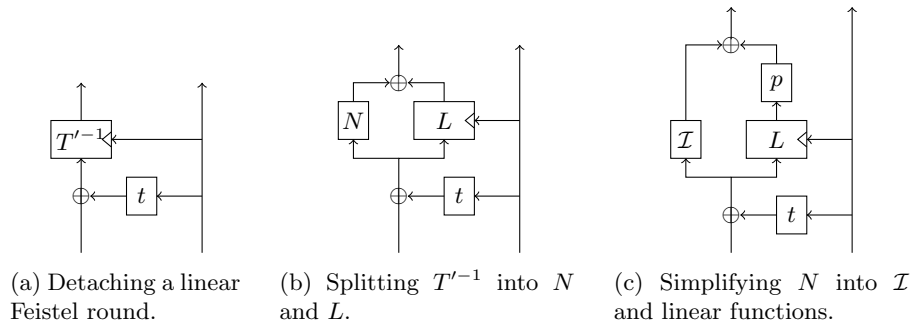 T′⁻¹
t
N
L
t
p
ℐ
L
t
(a) Detaching a linear
Feistel round.
(b) Splitting T′⁻¹ into N
and L.
(c) Simplifying N into ℐ
and linear functions.